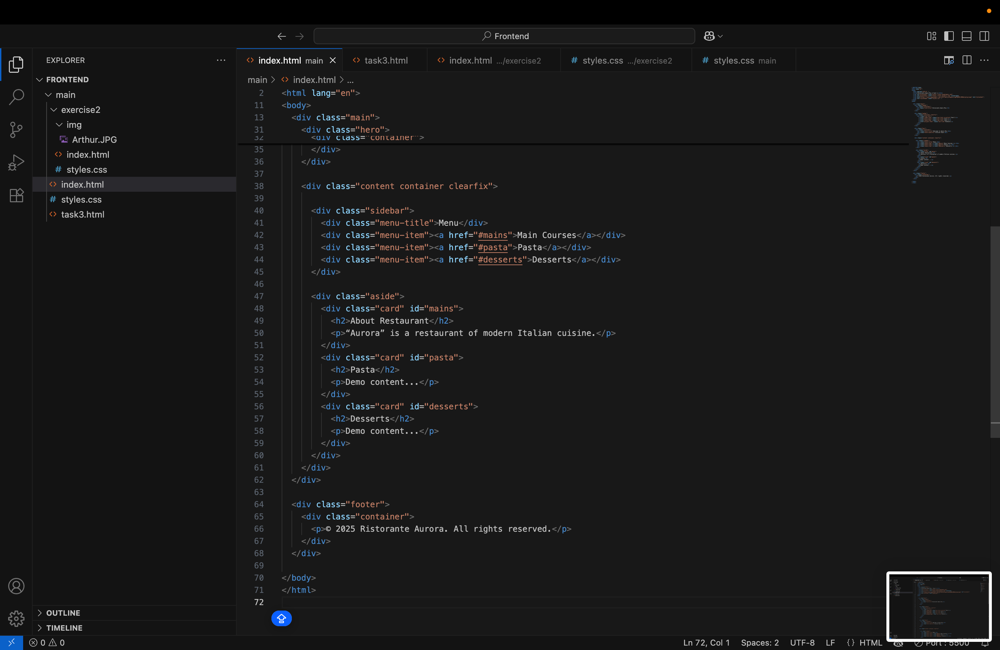 Frontend
EXPLORER
FRONTEND
main
exercise2
img
Arthur.JPG
index.html
styles.css
index.html
styles.css
task3.html
OUTLINE
TIMELINE
index.html main
task3.html
index.html .../exercise2
styles.css .../exercise2
styles.css main
main > index.html > ...
2 <html lang="en">
11 <body>
13 <div class="main">
31 <div class="hero">
32 <div class="container">
35 </div>
36 </div>
37
38 <div class="content container clearfix">
39
40 <div class="sidebar">
41 <div class="menu-title">Menu</div>
42 <div class="menu-item"><a href="#mains">Main Courses</a></div>
43 <div class="menu-item"><a href="#pasta">Pasta</a></div>
44 <div class="menu-item"><a href="#desserts">Desserts</a></div>
45 </div>
46
47 <div class="aside">
48 <div class="card" id="mains">
49 <h2>About Restaurant</h2>
50 <p>“Aurora” is a restaurant of modern Italian cuisine.</p>
51 </div>
52 <div class="card" id="pasta">
53 <h2>Pasta</h2>
54 <p>Demo content...</p>
55 </div>
56 <div class="card" id="desserts">
57 <h2>Desserts</h2>
58 <p>Demo content...</p>
59 </div>
60 </div>
61 </div>
62 </div>
63
64 <div class="footer">
65 <div class="container">
66 <p>© 2025 Ristorante Aurora. All rights reserved.</p>
67 </div>
68 </div>
69
70 </body>
71 </html>
72
0 0
Ln 72, Col 1 Spaces: 2 UTF-8 LF {} HTML Port : 5500